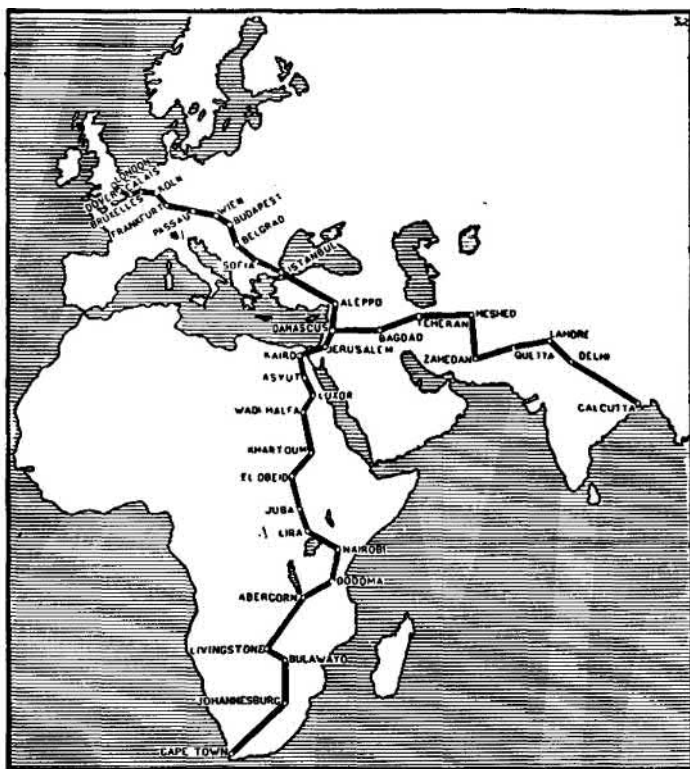 LONDON
DOVER
CALAIS
BRUXELLES
KÖLN
FRANKFURT
PASSAU
WIEN
BUDAPEST
BELGRAD
SOFIA
ISTANBUL
ALEPPO
DAMASCUS
BAGDAD
TEHERAN
MESHED
ZAHEDAN
QUETTA
LAHORE
DELHI
CALCUTTA
JERUSALEM
KAIRO
ASYUT
LUXOR
WADI HALFA
KHARTOUM
EL OBEID
JUBA
LIRA
NAIROBI
DODOMA
ABERCORN
LIVINGSTONE
BULAWAYO
JOHANNESBURG
CAPE TOWN